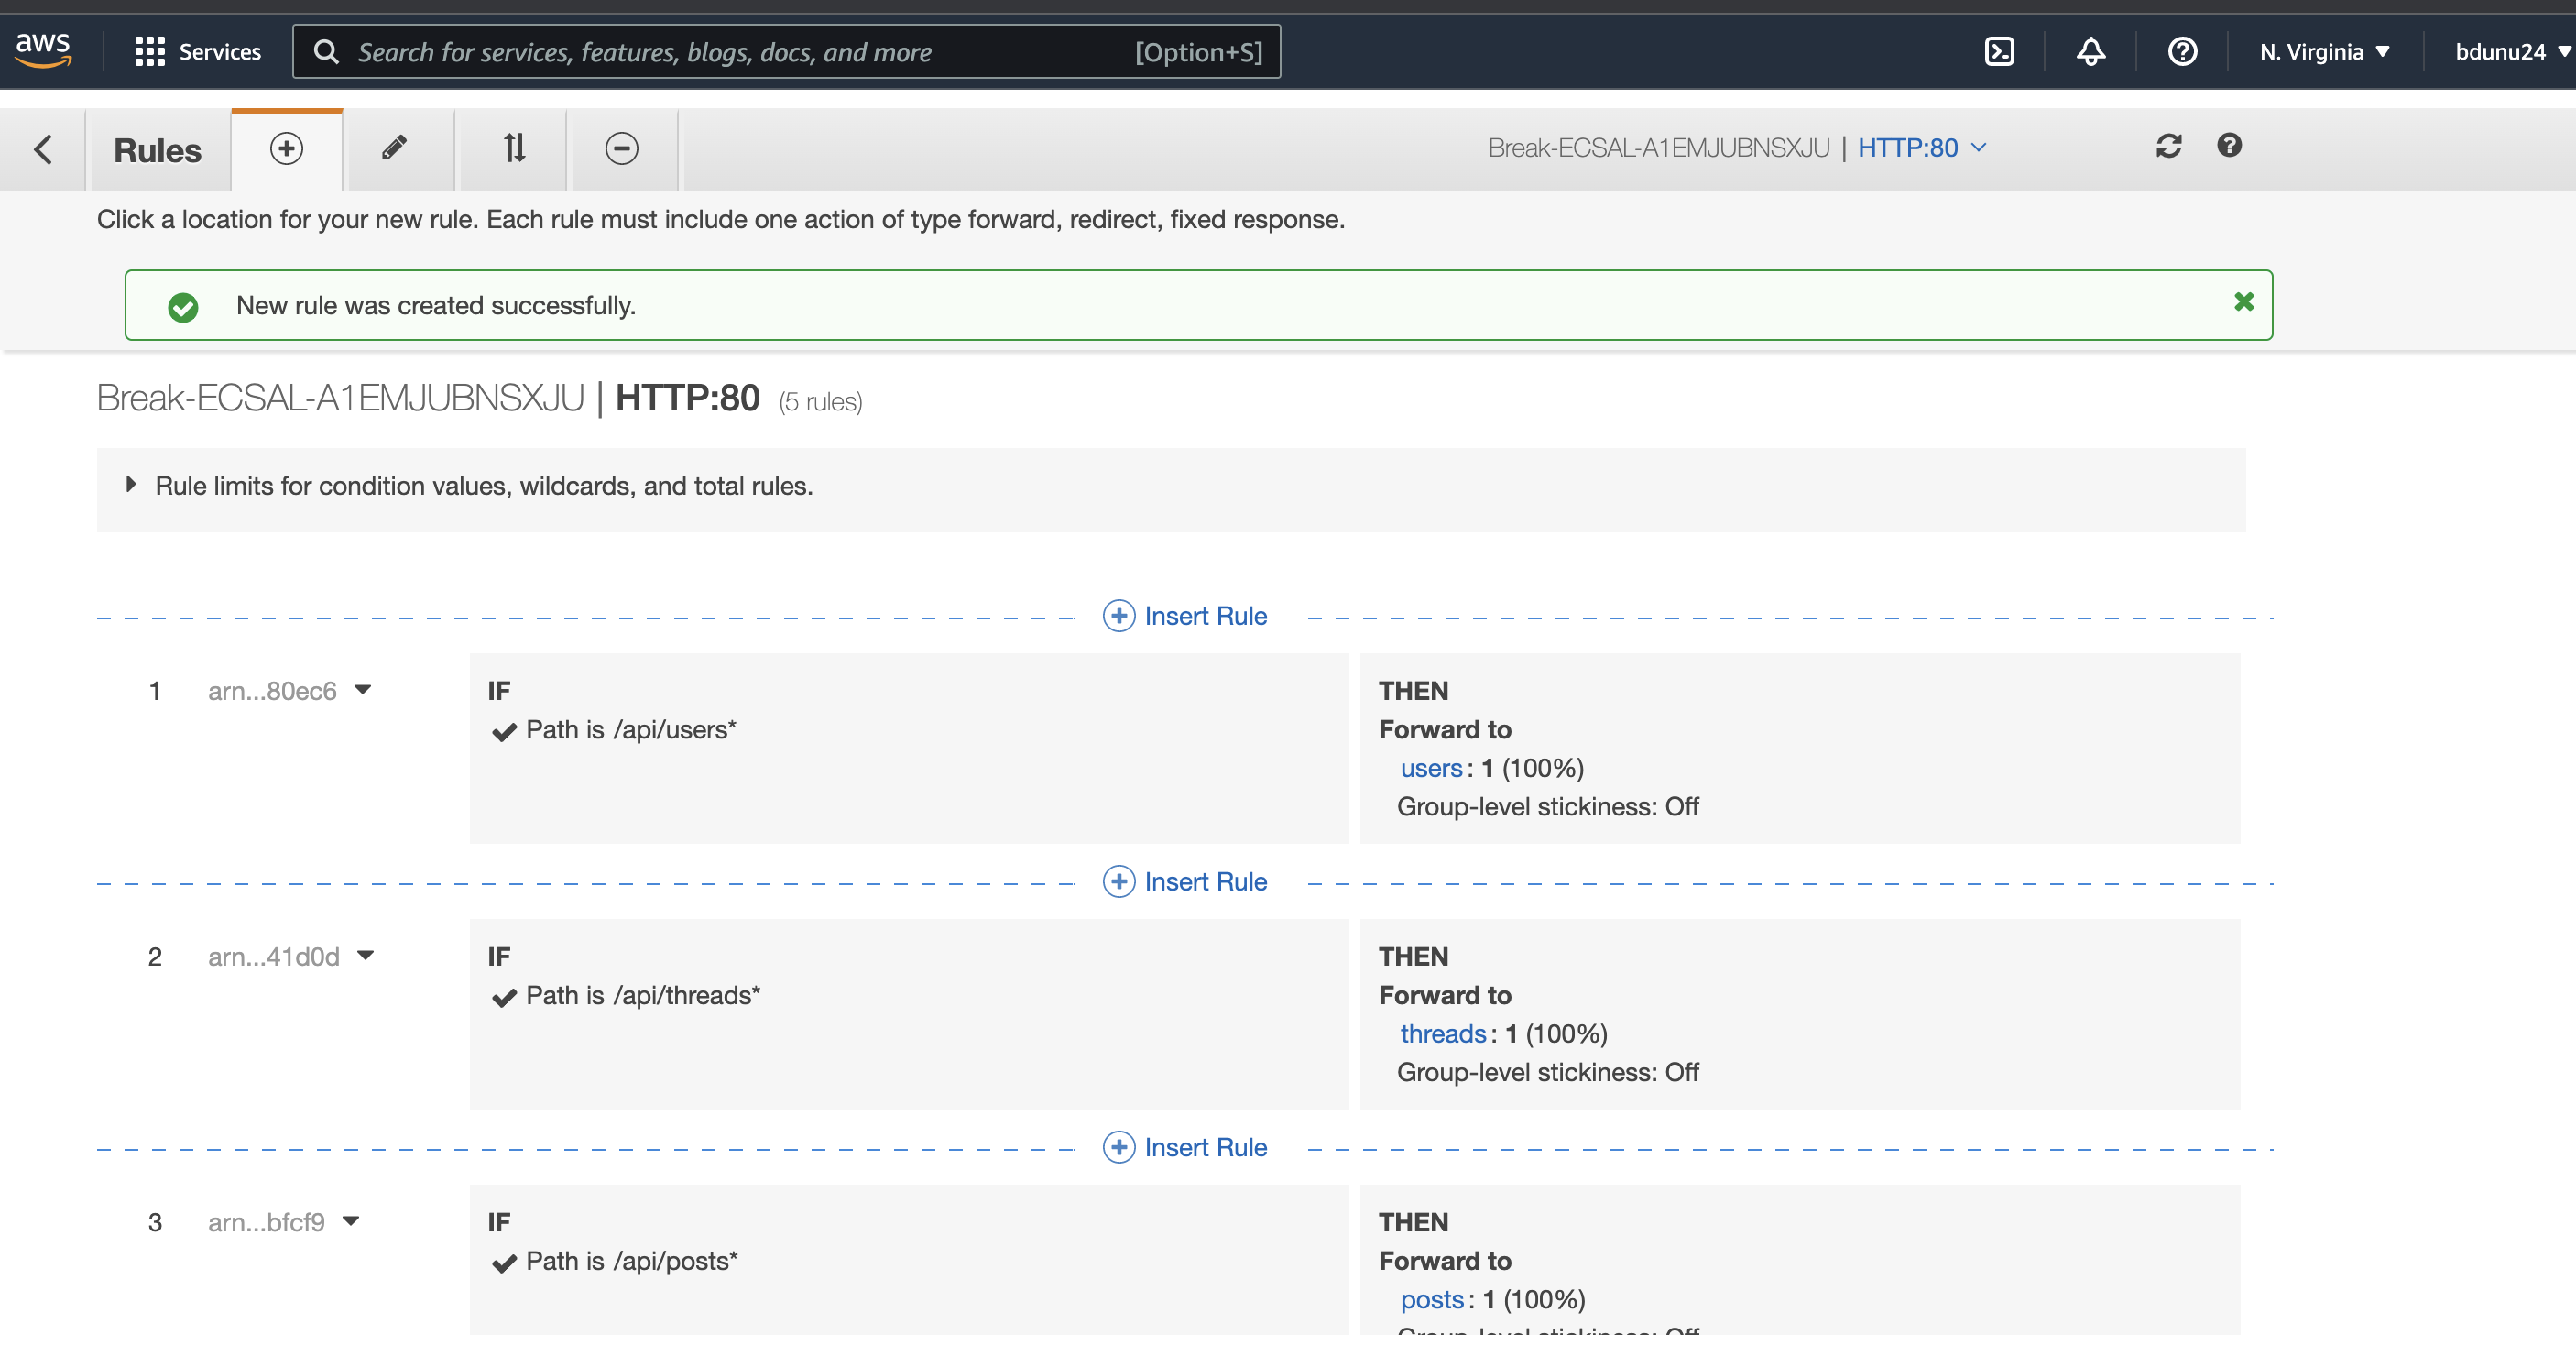 aws
Services
Search for services, features, blogs, docs, and more
[Option+S]
N. Virginia
bdunu24
Rules
Break-ECSAL-A1EMJUBNSXJU | HTTP:80
Click a location for your new rule. Each rule must include one action of type forward, redirect, fixed response.
New rule was created successfully.
Break-ECSAL-A1EMJUBNSXJU | HTTP:80 (5 rules)
Rule limits for condition values, wildcards, and total rules.
Insert Rule
1
arn...80ec6
IF
Path is /api/users*
THEN
Forward to
users: 1 (100%)
Group-level stickiness: Off
Insert Rule
2
arn...41d0d
IF
Path is /api/threads*
THEN
Forward to
threads: 1 (100%)
Group-level stickiness: Off
Insert Rule
3
arn...bfcf9
IF
Path is /api/posts*
THEN
Forward to
posts: 1 (100%)
Group-level stickiness: Off